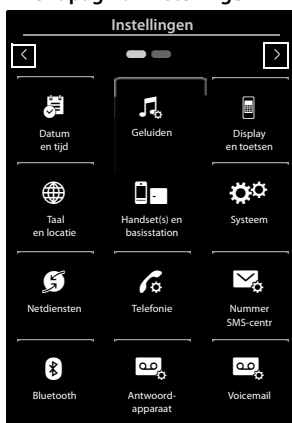 Instellingen
Datum
en tijd
Geluiden
Display
en toetsen
Taal
en locatie
Handset(s) en
basisstation
Systeem
Netdiensten
Telefonie
Nummer
SMS-centr
Bluetooth
Antwoord-
apparaat
Voicemail